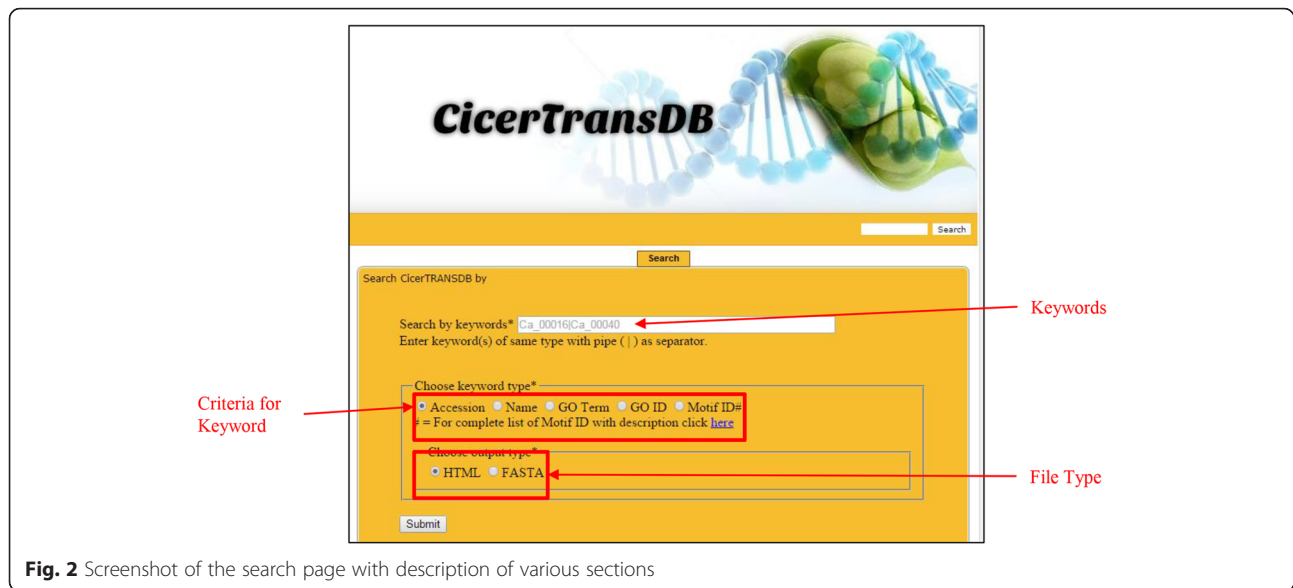 CicerTransDB
Search
Search
Search CicerTRANSDB by
Search by keywords* Ca_00016|Ca_00040
Enter keyword(s) of same type with pipe ( | ) as separator.
Keywords
Choose keyword type*
Accession Name GO Term GO ID Motif ID#
# = For complete list of Motif ID with description click here
Criteria for
Keyword
Choose output type*
HTML FASTA
File Type
Submit
Fig. 2 Screenshot of the search page with description of various sections